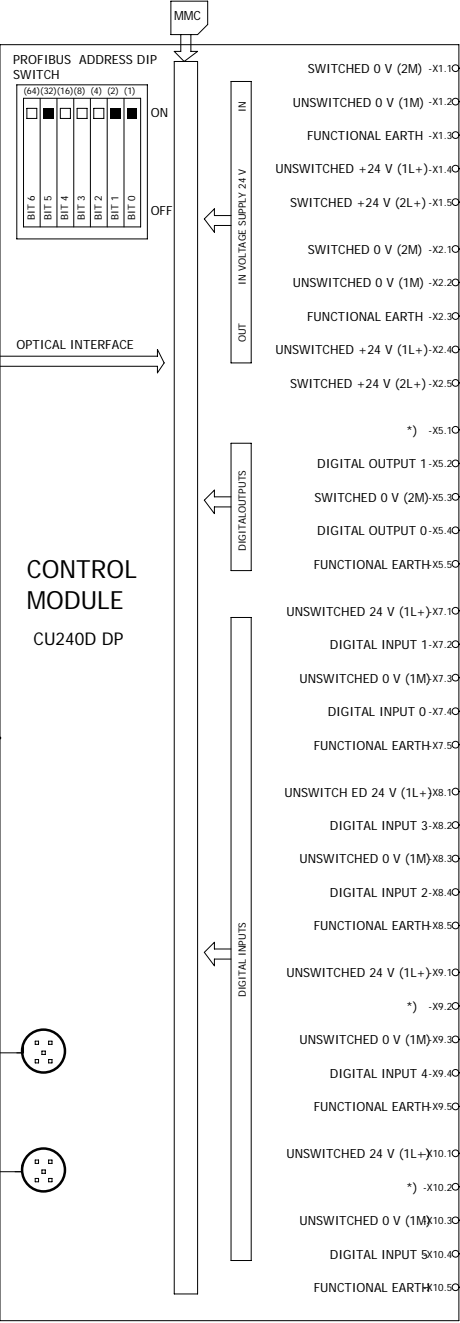 MMC
PROFIBUS ADDRESS DIP
SWITCH
(64)(32)(16)(8) (4) (2) (1)
ON
BIT 6 BIT 5 BIT 4 BIT 3 BIT 2 BIT 1 BIT 0
OFF
OPTICAL INTERFACE
CONTROL
MODULE
CU240D DP
IN
IN VOLTAGE SUPPLY 24 V
OUT
DIGITALOUTPUTS
DIGITAL INPUTS
SWITCHED 0 V (2M) -X1.1
UNSWITCHED 0 V (1M) -X1.2
FUNCTIONAL EARTH -X1.3
UNSWITCHED +24 V (1L+)-X1.4
SWITCHED +24 V (2L+) -X1.5
SWITCHED 0 V (2M) -X2.1
UNSWITCHED 0 V (1M) -X2.2
FUNCTIONAL EARTH -X2.3
UNSWITCHED +24 V (1L+)-X2.4
SWITCHED +24 V (2L+) -X2.5
*) -X5.1
DIGITAL OUTPUT 1-X5.2
SWITCHED 0 V (2M)-X5.3
DIGITAL OUTPUT 0-X5.4
FUNCTIONAL EARTH-X5.5
UNSWITCHED 24 V (1L+)-X7.1
DIGITAL INPUT 1-X7.2
UNSWITCHED 0 V (1M)-X7.3
DIGITAL INPUT 0-X7.4
FUNCTIONAL EARTH-X7.5
UNSWITCH ED 24 V (1L+)-X8.1
DIGITAL INPUT 3-X8.2
UNSWITCHED 0 V (1M)-X8.3
DIGITAL INPUT 2-X8.4
FUNCTIONAL EARTH-X8.5
UNSWITCHED 24 V (1L+)-X9.1
*) -X9.2
UNSWITCHED 0 V (1M)-X9.3
DIGITAL INPUT 4-X9.4
FUNCTIONAL EARTH-X9.5
UNSWITCHED 24 V (1L+)-X10.1
*) -X10.2
UNSWITCHED 0 V (1M)-X10.3
DIGITAL INPUT 5-X10.4
FUNCTIONAL EARTH-X10.5